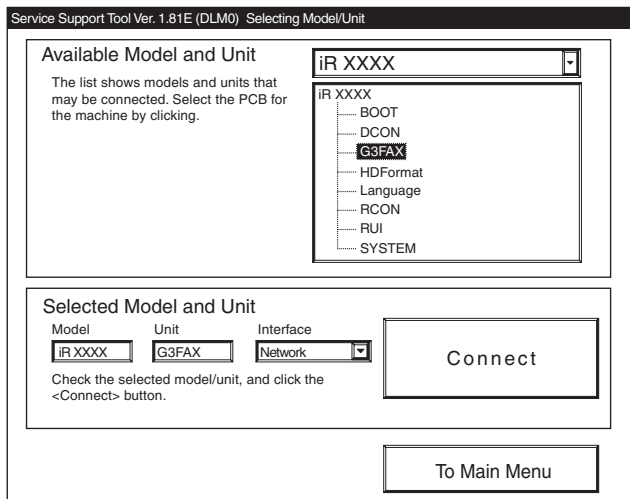 Service Support Tool Ver. 1.81E (DLM0)  Selecting Model/Unit
Available Model and Unit
The list shows models and units that
may be connected. Select the PCB for
the machine by clicking.
iR XXXX
iR XXXX
BOOT
DCON
G3FAX
HDFormat
Language
RCON
RUI
SYSTEM
Selected Model and Unit
Model Unit Interface
iR XXXX G3FAX Network
Check the selected model/unit, and click the
<Connect> button.
Connect
To Main Menu